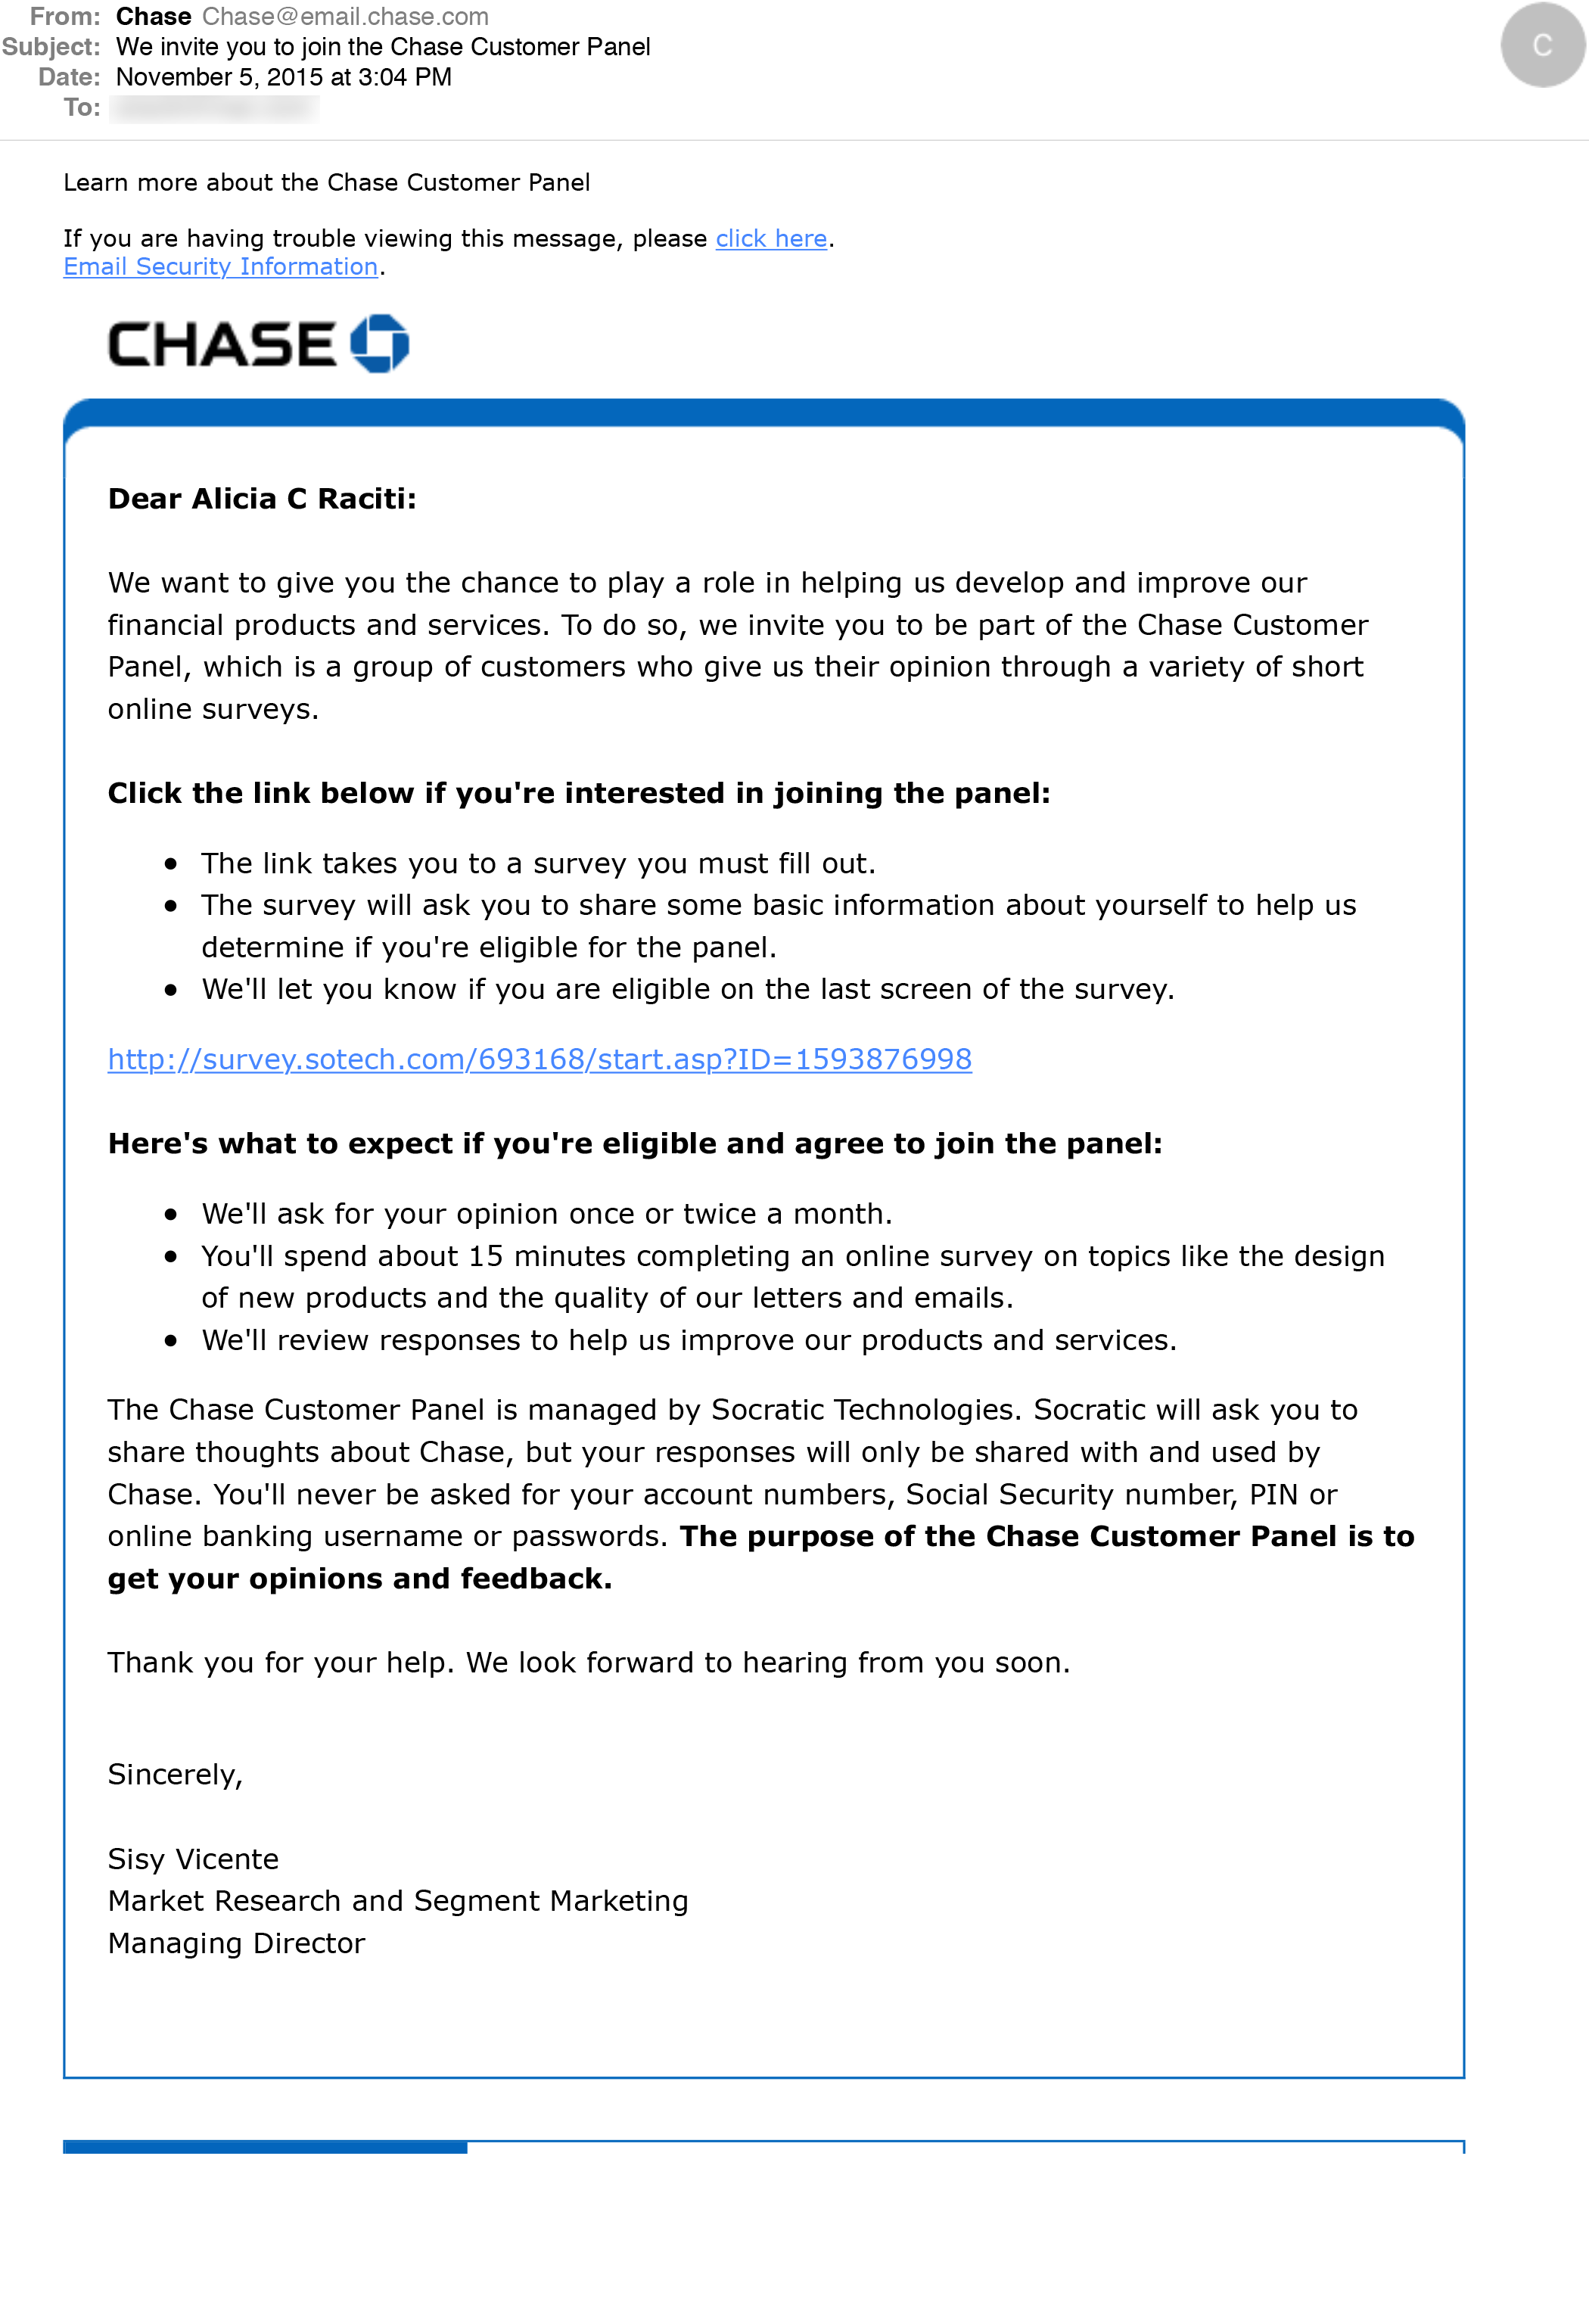 From: Chase Chase@email.chase.com
Subject: We invite you to join the Chase Customer Panel
Date: November 5, 2015 at 3:04 PM
To:
C
Learn more about the Chase Customer Panel
If you are having trouble viewing this message, please click here.
Email Security Information.
CHASE
Dear Alicia C Raciti:
We want to give you the chance to play a role in helping us develop and improve our
financial products and services. To do so, we invite you to be part of the Chase Customer
Panel, which is a group of customers who give us their opinion through a variety of short
online surveys.
Click the link below if you're interested in joining the panel:
• The link takes you to a survey you must fill out.
• The survey will ask you to share some basic information about yourself to help us
determine if you're eligible for the panel.
• We'll let you know if you are eligible on the last screen of the survey.
http://survey.sotech.com/693168/start.asp?ID=1593876998
Here's what to expect if you're eligible and agree to join the panel:
• We'll ask for your opinion once or twice a month.
• You'll spend about 15 minutes completing an online survey on topics like the design
of new products and the quality of our letters and emails.
• We'll review responses to help us improve our products and services.
The Chase Customer Panel is managed by Socratic Technologies. Socratic will ask you to
share thoughts about Chase, but your responses will only be shared with and used by
Chase. You'll never be asked for your account numbers, Social Security number, PIN or
online banking username or passwords. The purpose of the Chase Customer Panel is to
get your opinions and feedback.
Thank you for your help. We look forward to hearing from you soon.
Sincerely,
Sisy Vicente
Market Research and Segment Marketing
Managing Director